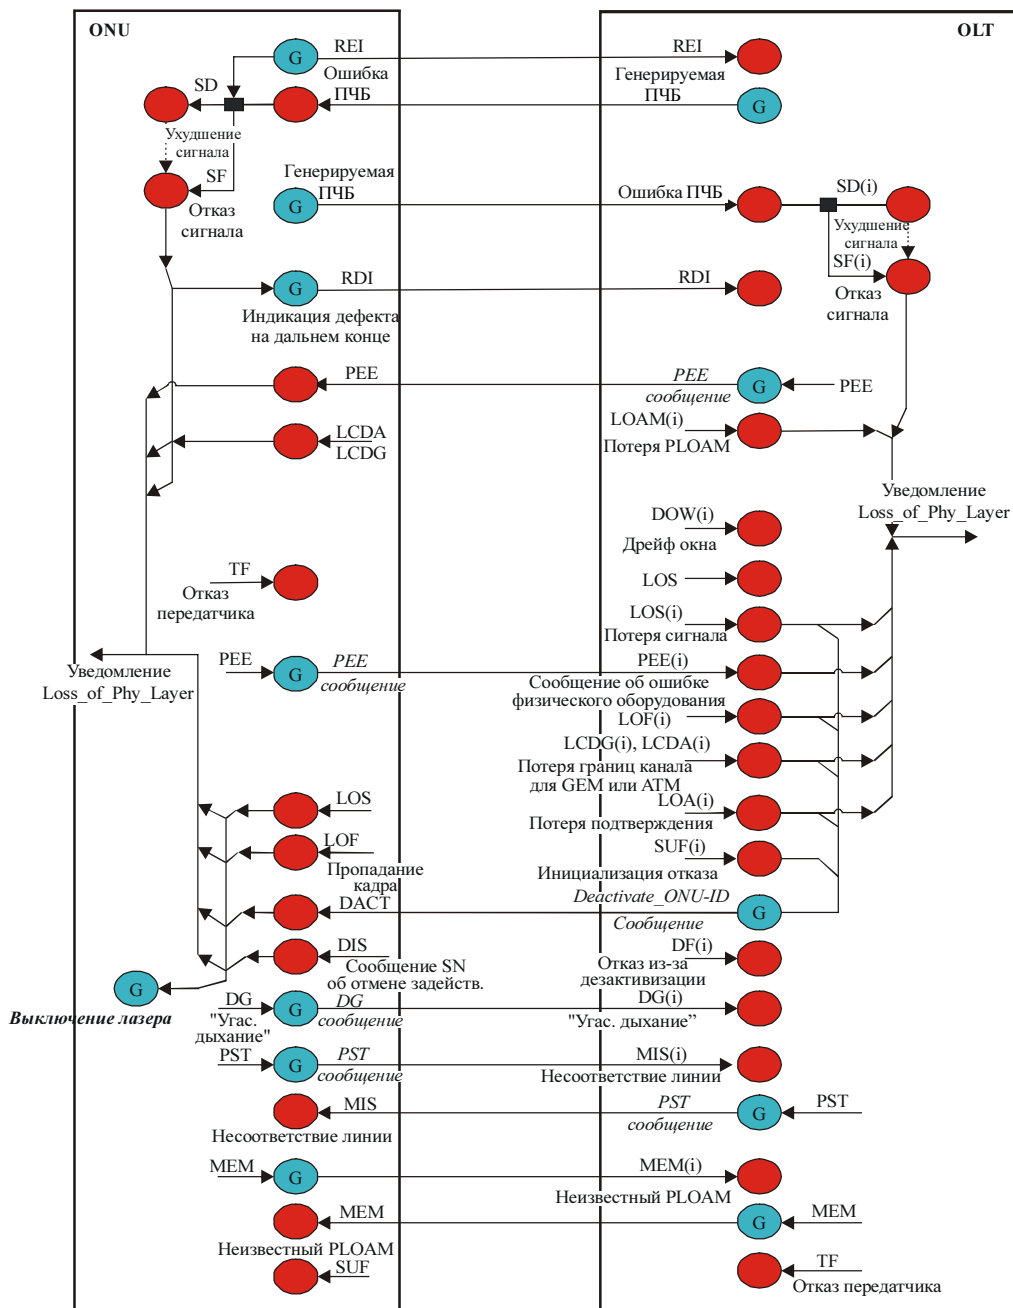 ONU
OLT
REI
REI
G
Ошибка
ПЧБ
Генерируемая
ПЧБ
G
SD
Ухудшение
сигнала
SF
Отказ
сигнала
Генерируемая
ПЧБ
G
Ошибка ПЧБ
SD(i)
Ухудшение
сигнала
SF(i)
Отказ
сигнала
G
RDI
RDI
Индикация дефекта
на дальнем конце
PEE
PEE
сообщение
G
PEE
LOAM(i)
Потеря PLOAM
LCDA
LCDG
Уведомление
Loss_of_Phy_Layer
DOW(i)
Дрейф окна
TF
Отказ
передатчика
LOS
LOS(i)
Потеря сигнала
Уведомление
Loss_of_Phy_Layer
PEE
G
PEE
сообщение
PEE(i)
Сообщение об ошибке
физического оборудования
LOF(i)
LCDG(i), LCDA(i)
Потеря границ канала
для GEM или ATM
LOS
LOA(i)
Потеря подтверждения
LOF
Пропадание
кадра
SUF(i)
Инициализация отказа
DACT
Deactivate_ONU-ID
Сообщение
G
DIS
Сообщение SN
об отмене задейств.
DF(i)
Отказ из-за
дезактивизации
G
Выключение лазера
DG
"Угас.
дыхание"
G
DG
сообщение
DG(i)
"Угас. дыхание”
PST
G
PST
сообщение
MIS(i)
Несоответствие линии
MIS
Несоответствие линии
PST
сообщение
G
PST
MEM
G
MEM(i)
Неизвестный PLOAM
MEM
Неизвестный PLOAM
G
MEM
SUF
TF
Отказ передатчика